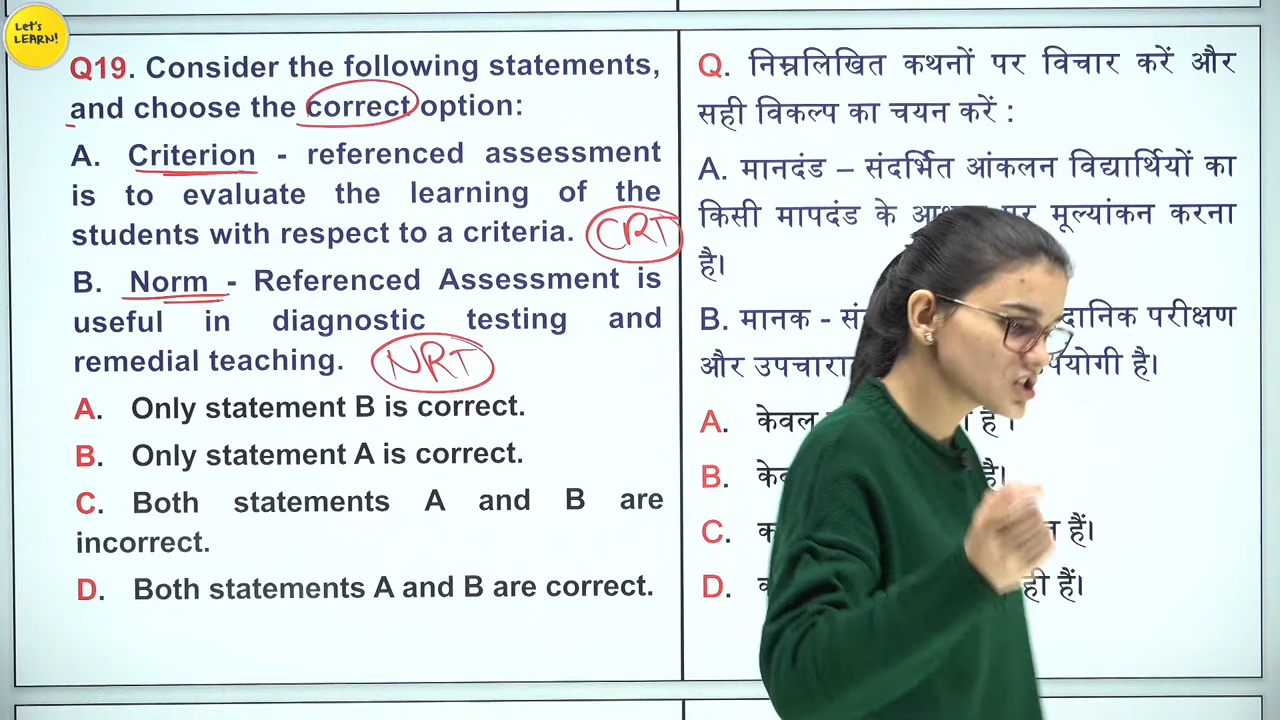 Let's
LEARN!
Q19. Consider the following statements,
and choose the correct option:
A. Criterion - referenced assessment
is to evaluate the learning of the
students with respect to a criteria.
CRT
B. Norm - Referenced Assessment is
useful in diagnostic testing and
remedial teaching.
NRT
A. Only statement B is correct.
B. Only statement A is correct.
C. Both statements A and B are
incorrect.
D. Both statements A and B are correct.
Q. निम्नलिखित कथनों पर विचार करें और
सही विकल्प का चयन करें :
A. मानदंड – संदर्भित आंकलन विद्यार्थियों का
किसी मापदंड के पर मूल्यांकन करना
है।
B. मानक - परीक्षण
और है।
A. केवल है ।
B. है।
C. हैं।
D. ही हैं।